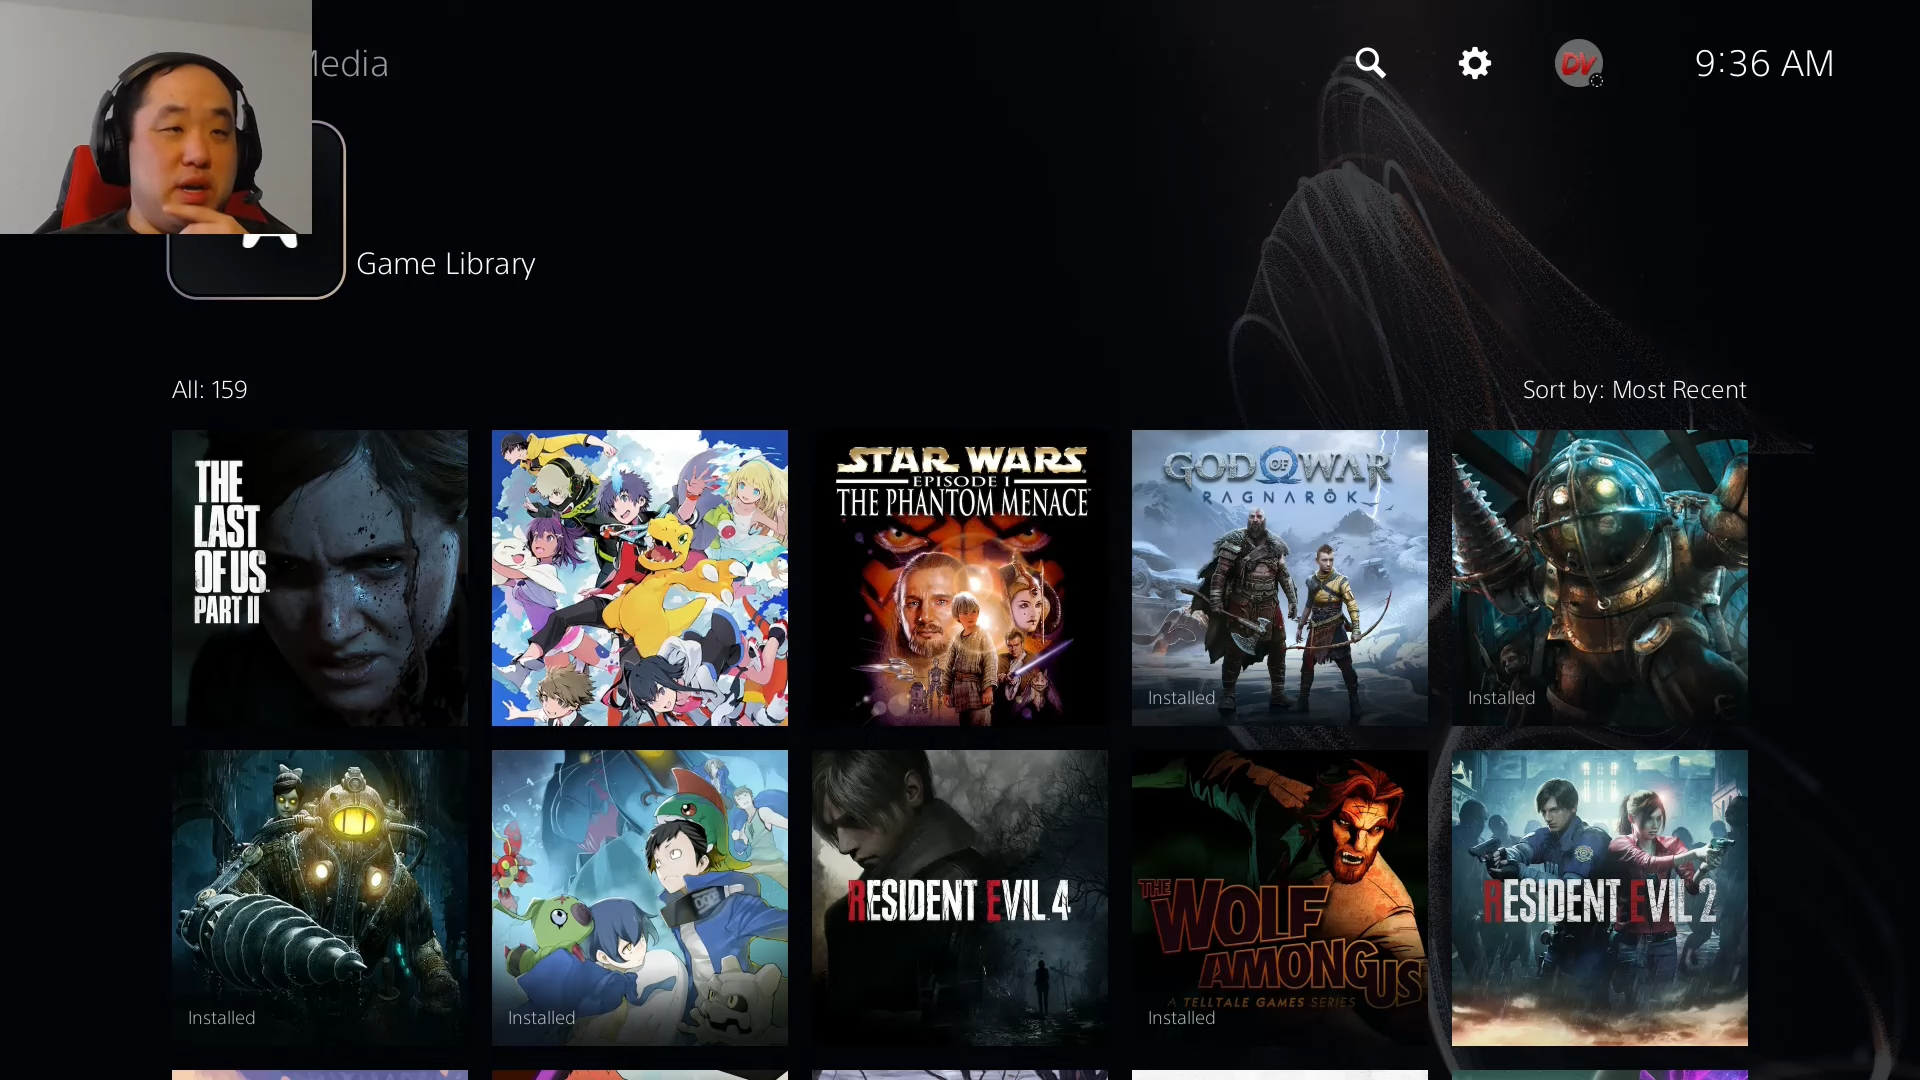 Media
DV
9:36 AM
Game Library
All: 159
Sort by: Most Recent
THE
LAST
OF US
PART II
STAR WARS
EPISODE I
THE PHANTOM MENACE
GOD OF WAR
RAGNARÖK
Installed
Installed
RESIDENT EVIL 4
THE
WOLF
AMONG
US
A TELLTALE GAMES SERIES
RESIDENT EVIL 2
Installed
Installed
Installed